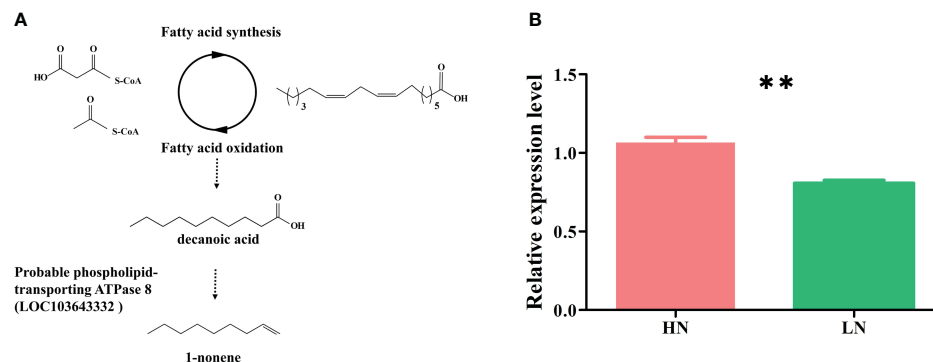 A
Fatty acid synthesis
O
O
HO
S-CoA
O
S-CoA
O
OH
3
5
Fatty acid oxidation
O
OH
decanoic acid
Probable phospholipid-
transporting ATPase 8
(LOC103643332 )
1-nonene
B
Relative expression level
1.5
1.0
0.5
0.0
**
HN
LN